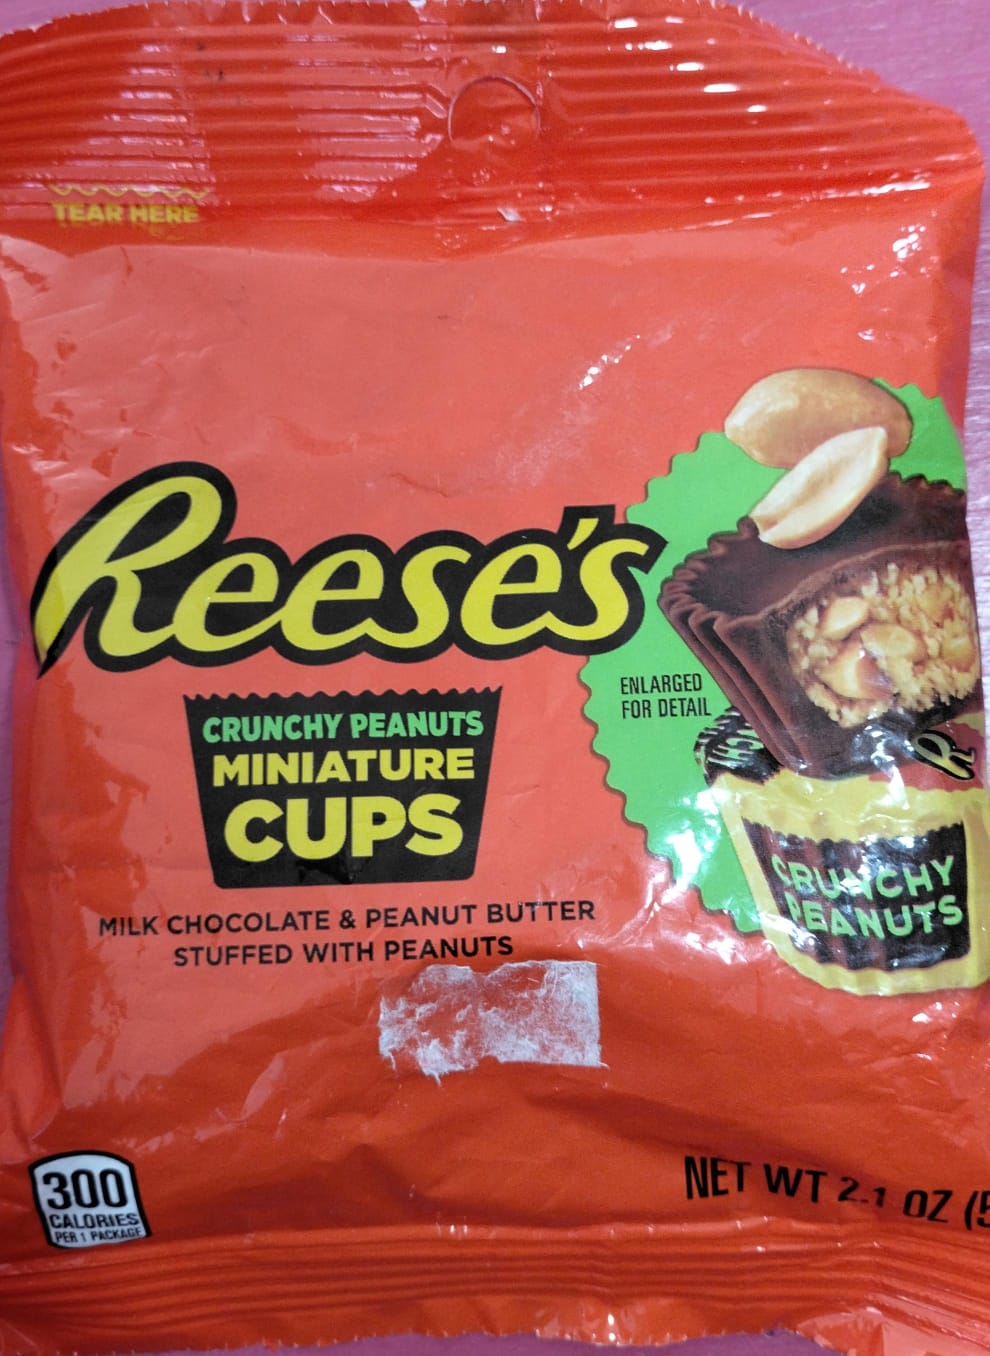 TEAR HERE
Reese's
CRUNCHY PEANUTS
MINIATURE
CUPS
ENLARGED
FOR DETAIL
MILK CHOCOLATE & PEANUT BUTTER
STUFFED WITH PEANUTS
CRUNCHY
PEANUTS
300
CALORIES
PER 1 PACKAGE
NET WT 2.1 OZ (5